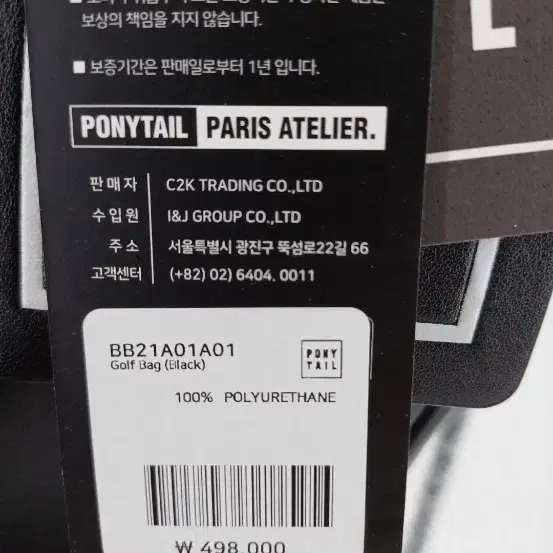 보상의 책임을 지지 않습니다.
■ 보증기간은 판매일로부터 1년 입니다.
PONYTAIL PARIS ATELIER.
판매자 C2K TRADING CO.,LTD
수입원 I&J GROUP CO.,LTD
주소 서울특별시 광진구 뚝섬로22길 66
고객센터 (+82) 02) 6404. 0011
BB21A01A01
Golf Bag (Black)
PONY
TAIL
100% POLYURETHANE
₩ 498,000